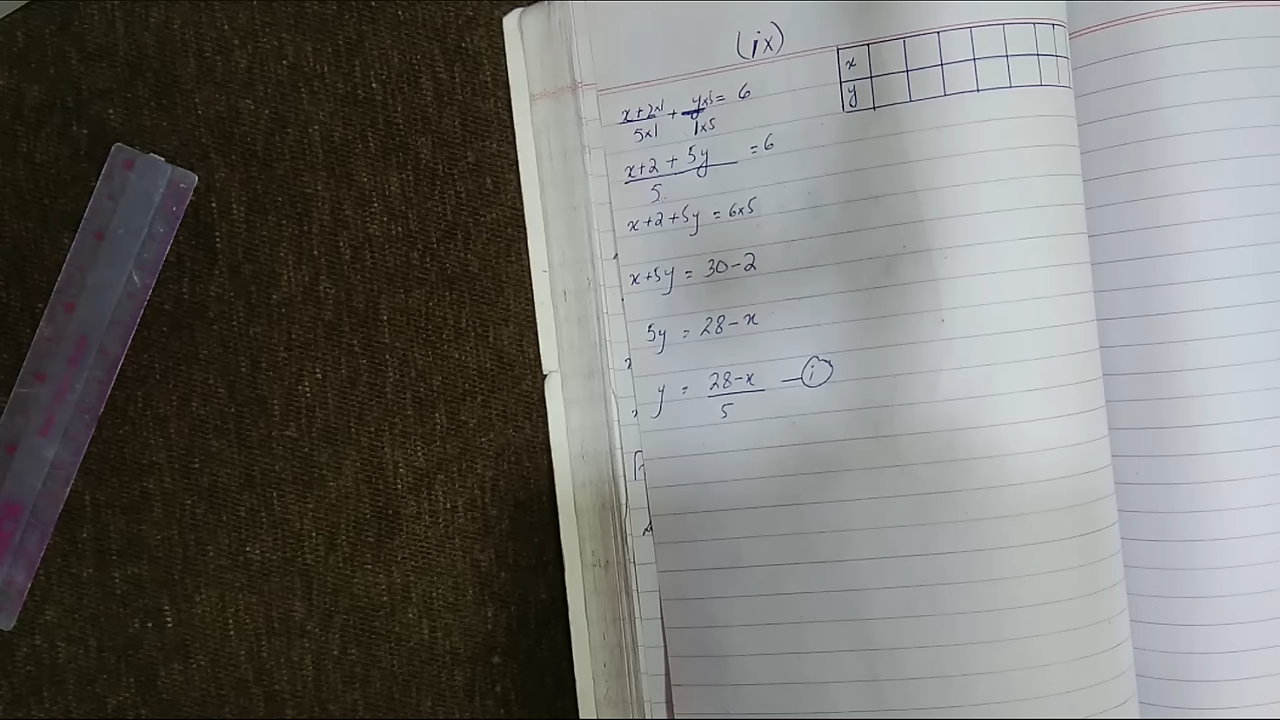 (ix)
x+2×1/5×1 + y×5/1×5 = 6
x+2+5y/5 = 6
x+2+5y = 6×5
x+5y = 30-2
5y = 28-x
y = 28-x/5 —(i)
x
y